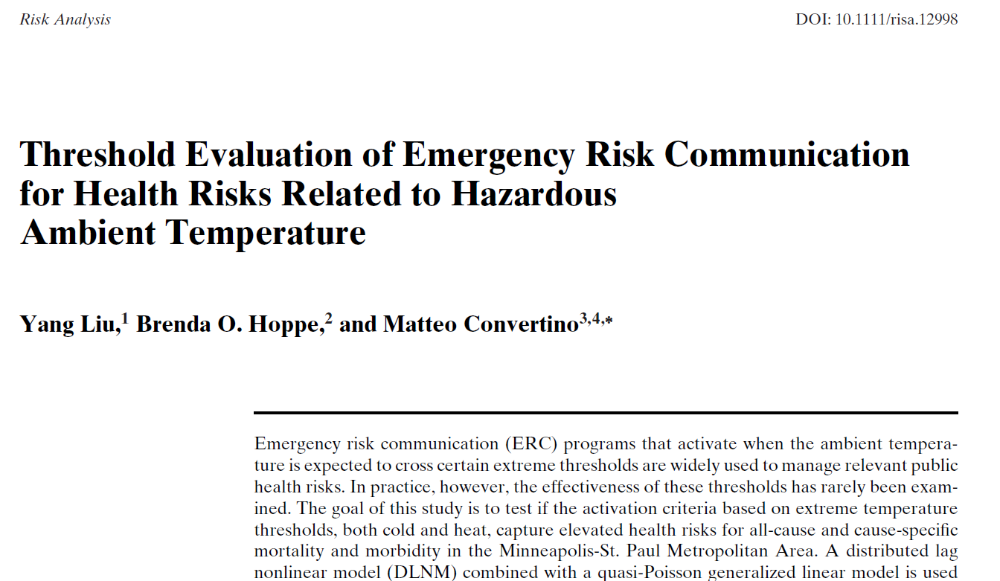 Risk Analysis
DOI: 10.1111/risa.12998
Threshold Evaluation of Emergency Risk Communication
for Health Risks Related to Hazardous
Ambient Temperature
Yang Liu,1 Brenda O. Hoppe,2 and Matteo Convertino3,4,*
Emergency risk communication (ERC) programs that activate when the ambient tempera-
ture is expected to cross certain extreme thresholds are widely used to manage relevant public
health risks. In practice, however, the effectiveness of these thresholds has rarely been exam-
ined. The goal of this study is to test if the activation criteria based on extreme temperature
thresholds, both cold and heat, capture elevated health risks for all-cause and cause-specific
mortality and morbidity in the Minneapolis-St. Paul Metropolitan Area. A distributed lag
nonlinear model (DLNM) combined with a quasi-Poisson generalized linear model is used